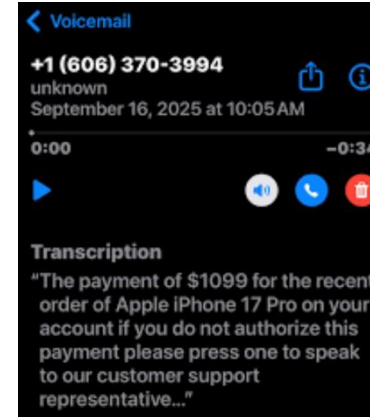 Voicemail
+1 (606) 370-3994
unknown
September 16, 2025 at 10:05 AM
0:00
-0:34
Transcription
“The payment of $1099 for the recent
order of Apple iPhone 17 Pro on your
account if you do not authorize this
payment please press one to speak
to our customer support
representative...”